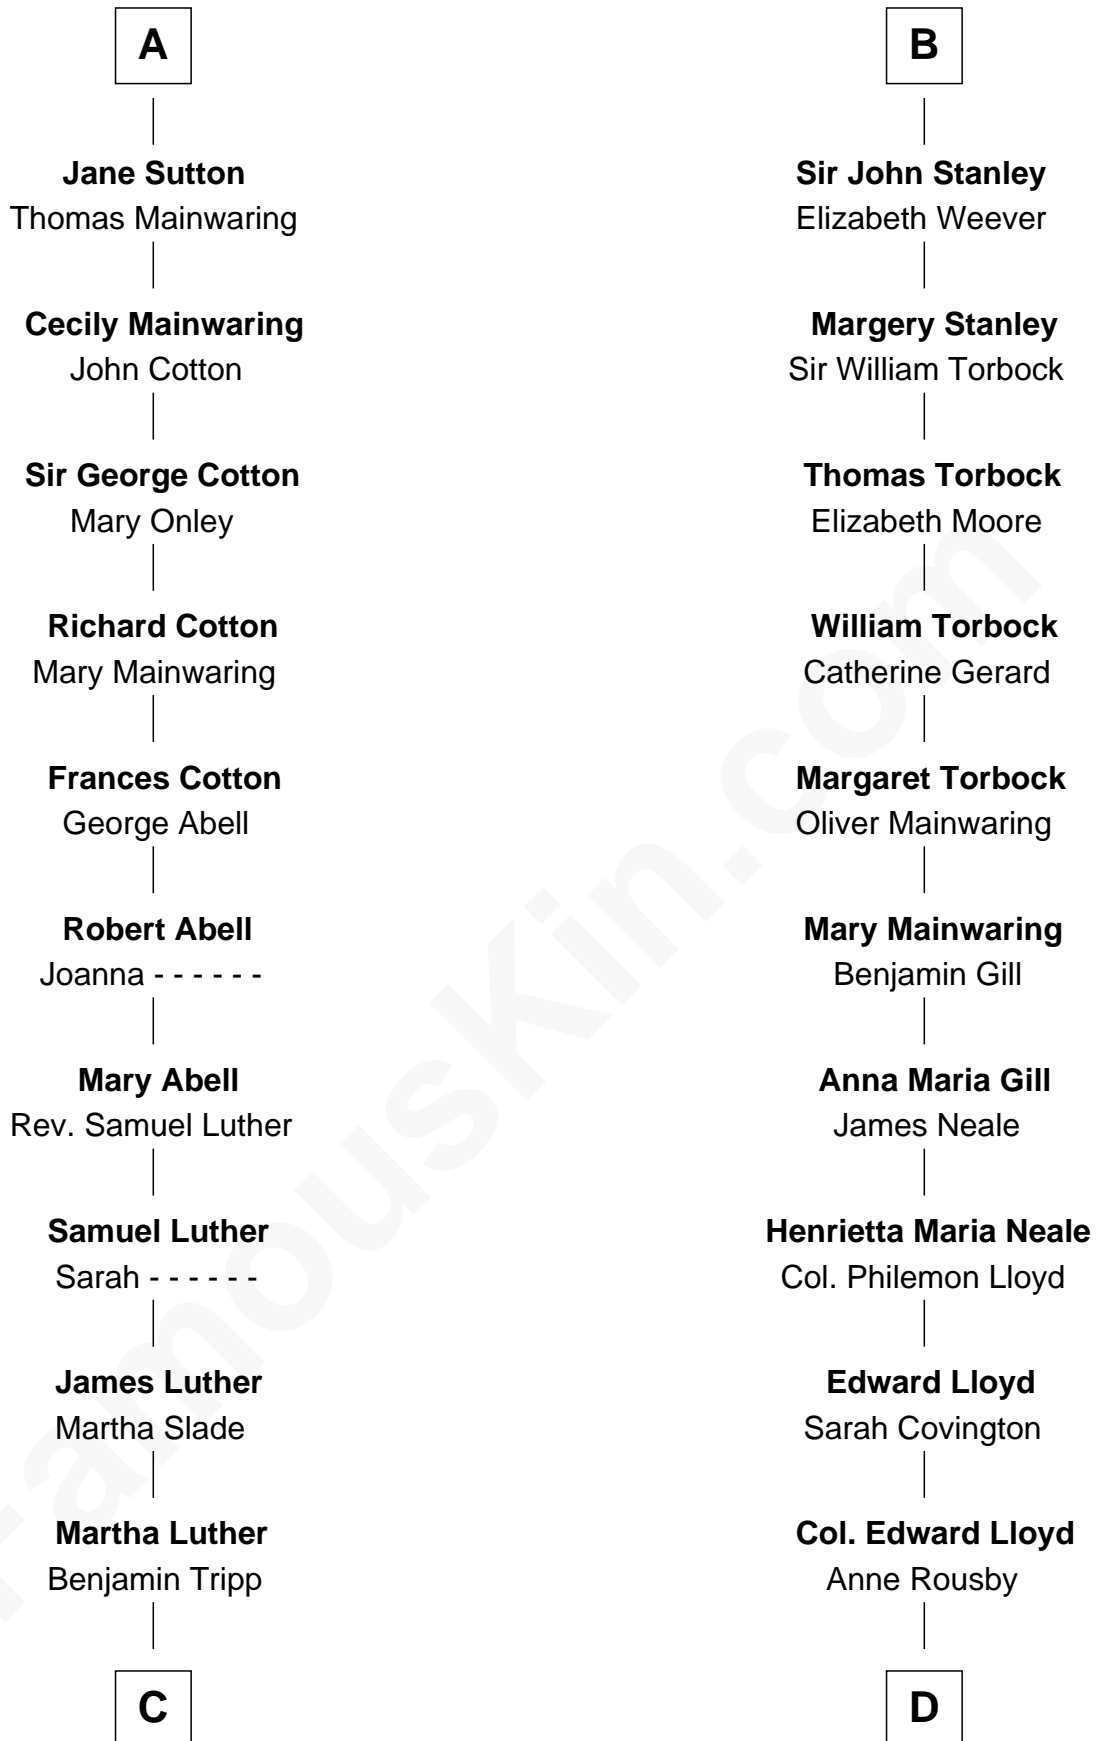 A
Jane Sutton
Thomas Mainwaring
Cecily Mainwaring
John Cotton
Sir George Cotton
Mary Onley
Richard Cotton
Mary Mainwaring
Frances Cotton
George Abell
Robert Abell
Joanna - - - - - -
Mary Abell
Rev. Samuel Luther
Samuel Luther
Sarah - - - - - -
James Luther
Martha Slade
Martha Luther
Benjamin Tripp
C
B
Sir John Stanley
Elizabeth Weever
Margery Stanley
Sir William Torbock
Thomas Torbock
Elizabeth Moore
William Torbock
Catherine Gerard
Margaret Torbock
Oliver Mainwaring
Mary Mainwaring
Benjamin Gill
Anna Maria Gill
James Neale
Henrietta Maria Neale
Col. Philemon Lloyd
Edward Lloyd
Sarah Covington
Col. Edward Lloyd
Anne Rousby
D
FamousKin.com